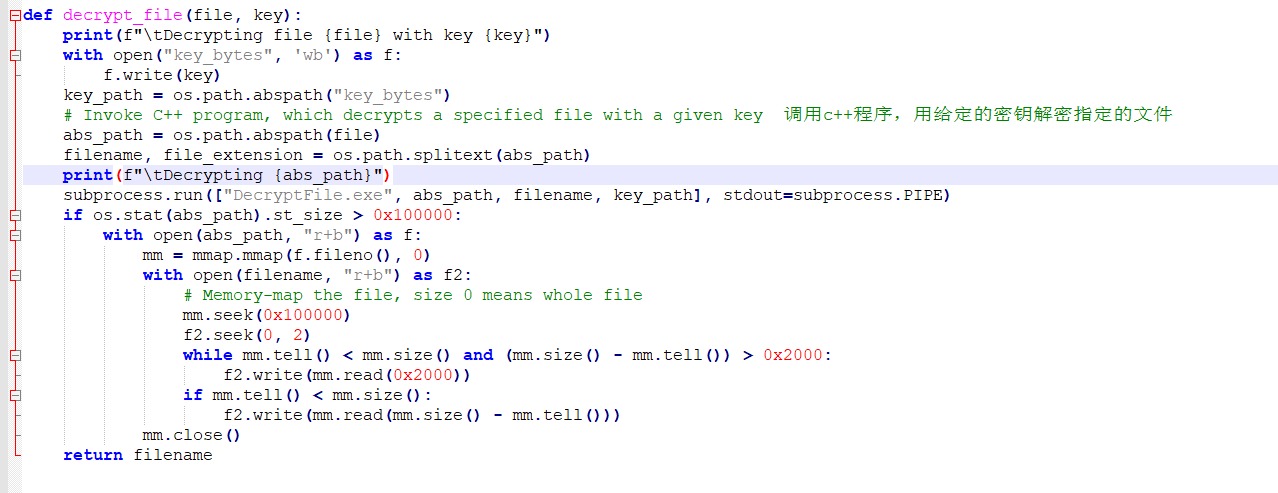 def decrypt_file(file, key):
    print(f"\tDecrypting file {file} with key {key}")
    with open("key_bytes", 'wb') as f:
        f.write(key)
    key_path = os.path.abspath("key_bytes")
    # Invoke C++ program, which decrypts a specified file with a given key  调用c++程序，用给定的密钥解密指定的文件
    abs_path = os.path.abspath(file)
    filename, file_extension = os.path.splitext(abs_path)
    print(f"\tDecrypting {abs_path}")
    subprocess.run(["DecryptFile.exe", abs_path, filename, key_path], stdout=subprocess.PIPE)
    if os.stat(abs_path).st_size > 0x100000:
        with open(abs_path, "r+b") as f:
            mm = mmap.mmap(f.fileno(), 0)
            with open(filename, "r+b") as f2:
                # Memory-map the file, size 0 means whole file
                mm.seek(0x100000)
                f2.seek(0, 2)
                while mm.tell() < mm.size() and (mm.size() - mm.tell()) > 0x2000:
                    f2.write(mm.read(0x2000))
                if mm.tell() < mm.size():
                    f2.write(mm.read(mm.size() - mm.tell()))
            mm.close()
    return filename